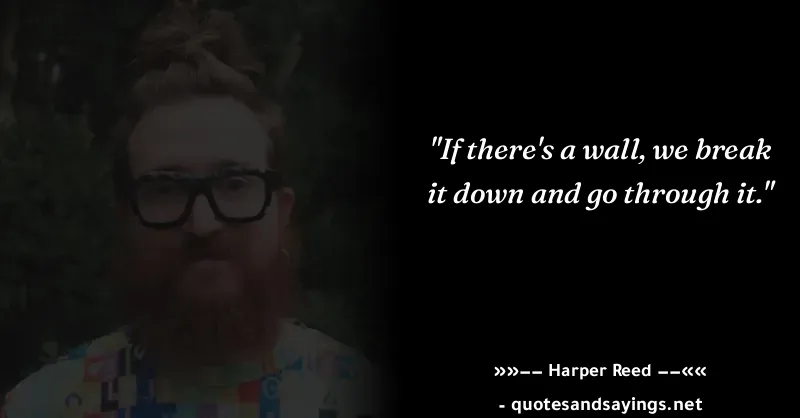 "If there's a wall, we break
it down and go through it."
»»–– Harper Reed ––««
- quotesandsayings.net